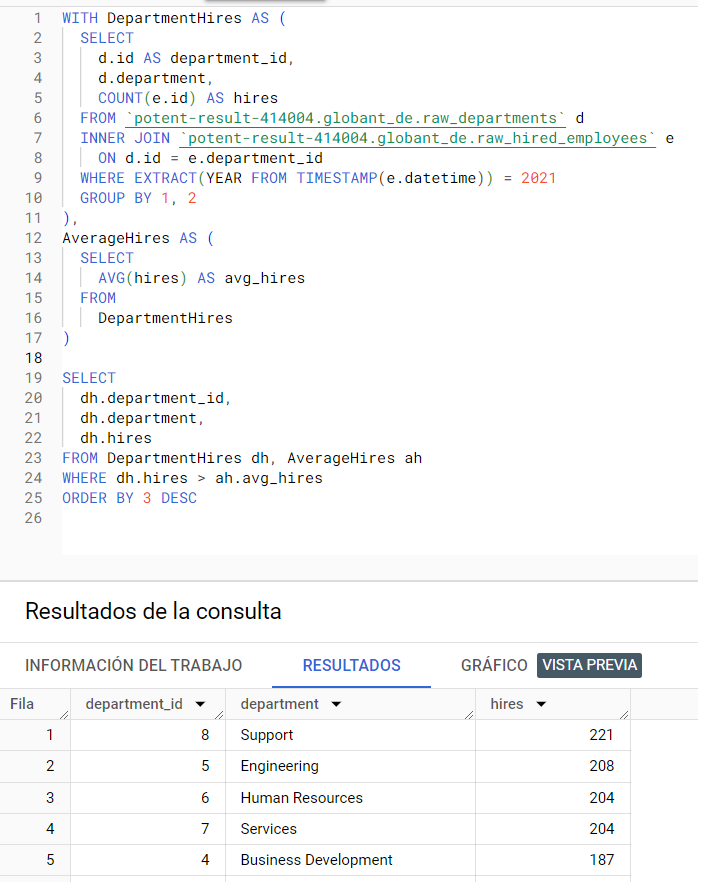 1 WITH DepartmentHires AS (
2 SELECT
3 d.id AS department_id,
4 d.department,
5 COUNT(e.id) AS hires
6 FROM `potent-result-414004.globant_de.raw_departments` d
7 INNER JOIN `potent-result-414004.globant_de.raw_hired_employees` e
8 ON d.id = e.department_id
9 WHERE EXTRACT(YEAR FROM TIMESTAMP(e.datetime)) = 2021
10 GROUP BY 1, 2
11 ),
12 AverageHires AS (
13 SELECT
14 AVG(hires) AS avg_hires
15 FROM
16 DepartmentHires
17 )
18
19 SELECT
20 dh.department_id,
21 dh.department,
22 dh.hires
23 FROM DepartmentHires dh, AverageHires ah
24 WHERE dh.hires > ah.avg_hires
25 ORDER BY 3 DESC
26
Resultados de la consulta
INFORMACIÓN DEL TRABAJO RESULTADOS GRÁFICO VISTA PREVIA
Fila department_id department hires
1 8 Support 221
2 5 Engineering 208
3 6 Human Resources 204
4 7 Services 204
5 4 Business Development 187